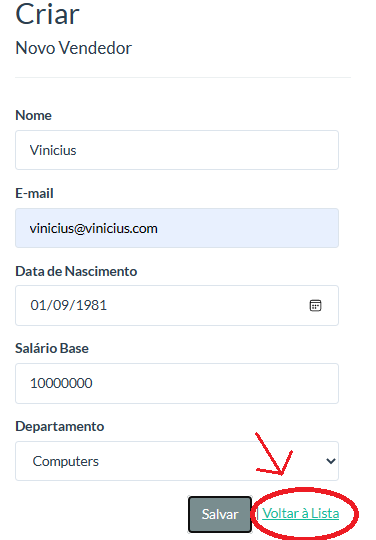 Criar
Novo Vendedor
Nome
Vinicius
E-mail
vinicius@vinicius.com
Data de Nascimento
01/09/1981
Salário Base
10000000
Departamento
Computers
Salvar | Voltar à Lista